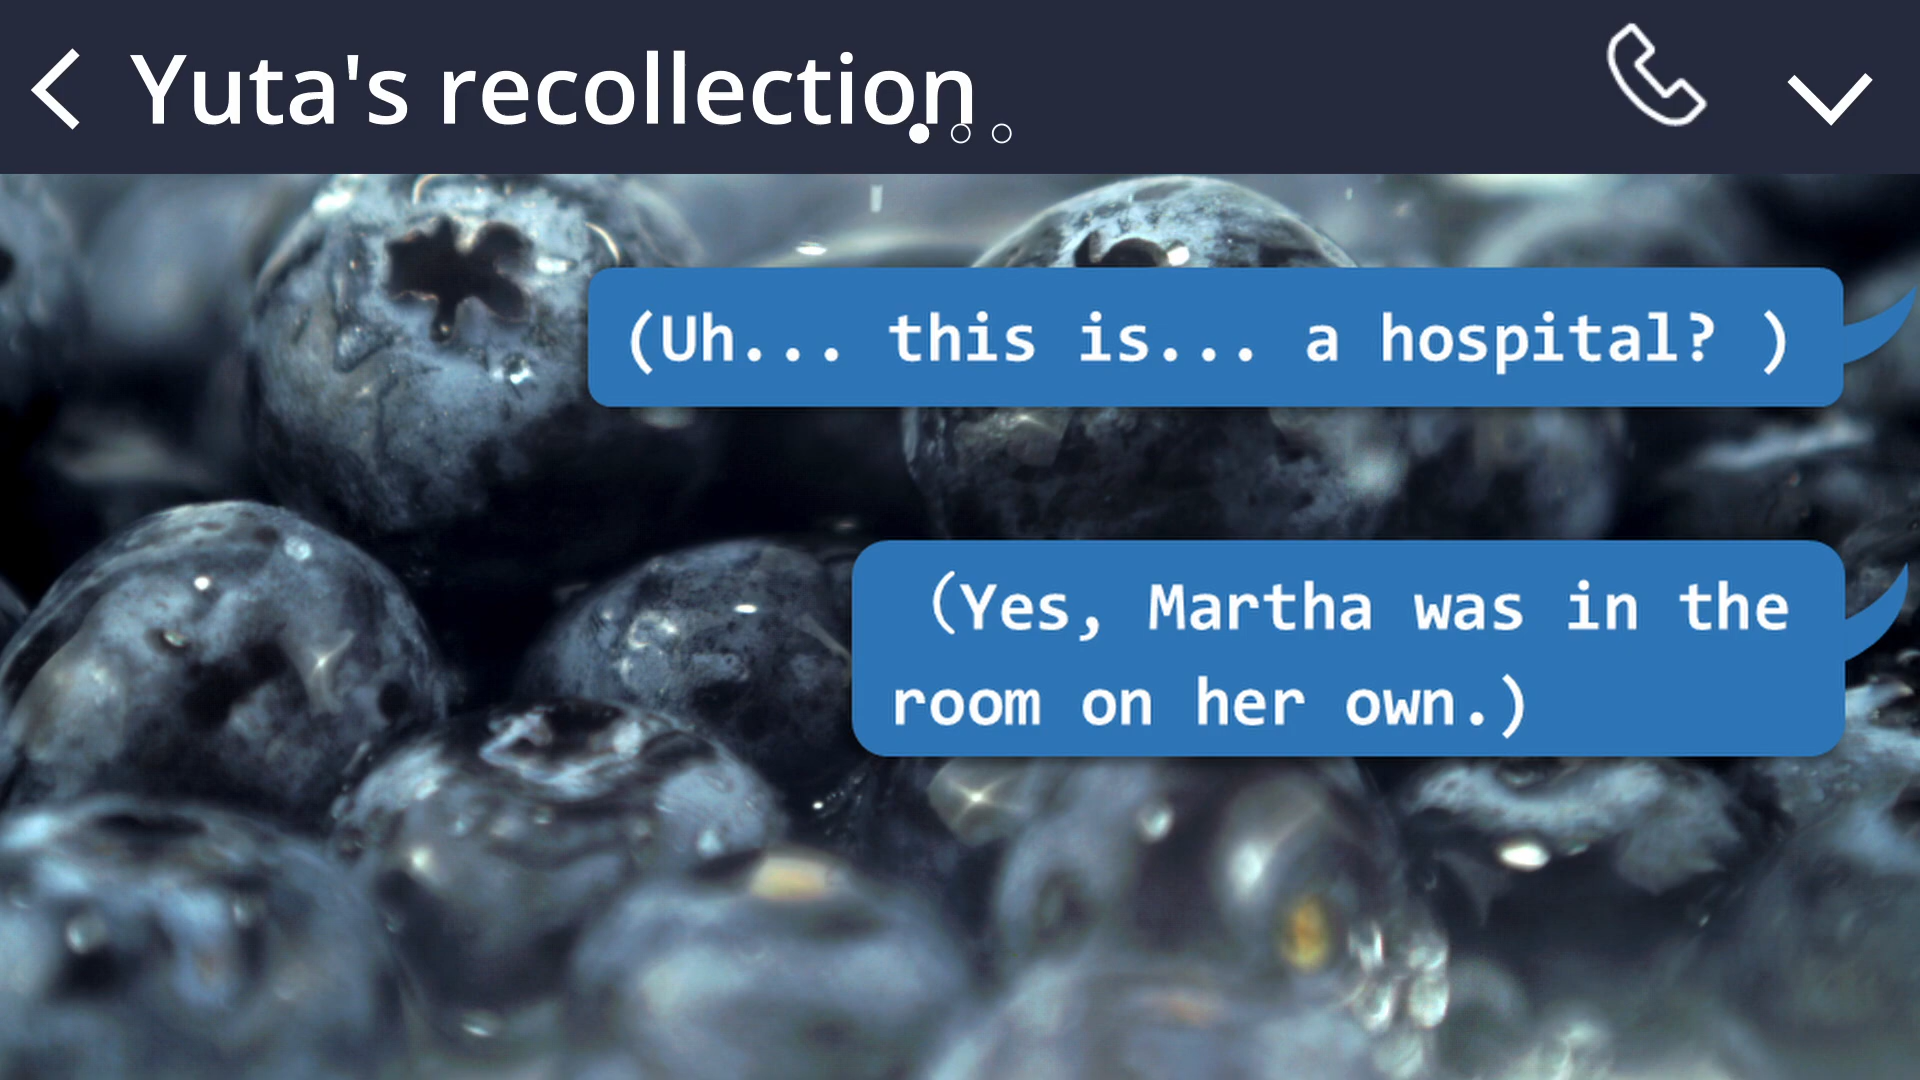 Yuta's recollection
(Uh... this is... a hospital? )
(Yes, Martha was in the
room on her own.)